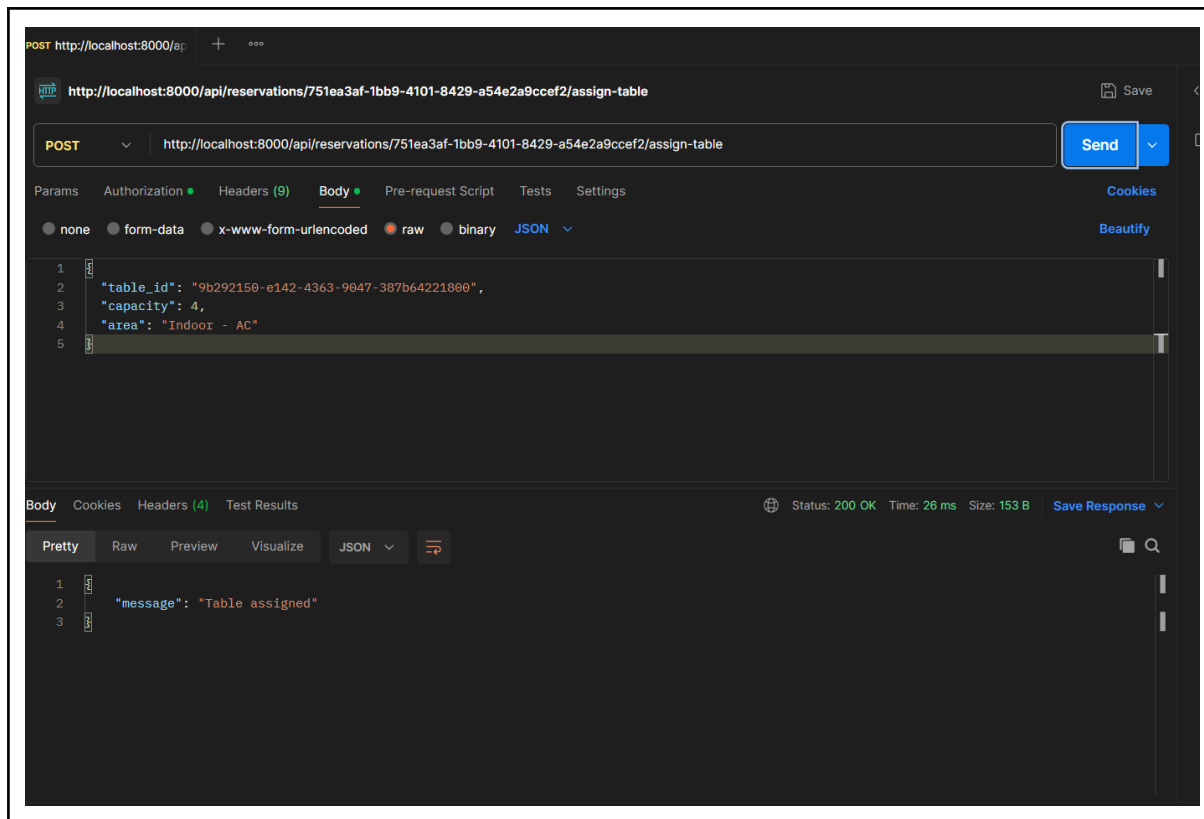 POST http://localhost:8000/ap
HTTP http://localhost:8000/api/reservations/751ea3af-1bb9-4101-8429-a54e2a9ccef2/assign-table Save
POST http://localhost:8000/api/reservations/751ea3af-1bb9-4101-8429-a54e2a9ccef2/assign-table Send
Params Authorization Headers (9) Body Pre-request Script Tests Settings Cookies
none form-data x-www-form-urlencoded raw binary JSON Beautify
1 {
2 "table_id": "9b292150-e142-4363-9047-387b64221800",
3 "capacity": 4,
4 "area": "Indoor - AC"
5 }
Body Cookies Headers (4) Test Results Status: 200 OK Time: 26 ms Size: 153 B Save Response
Pretty Raw Preview Visualize JSON
1 {
2 "message": "Table assigned"
3 }